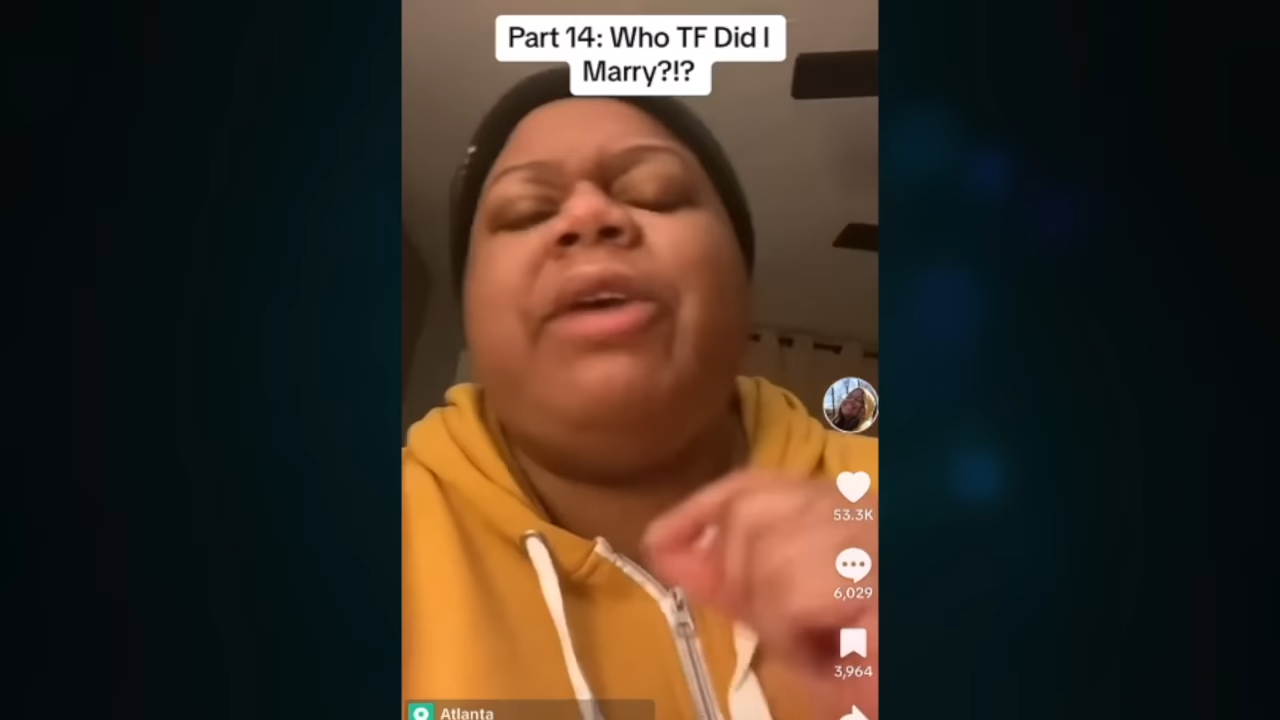 Part 14: Who TF Did I
Marry?!?
53.3K
6,029
3,964
Atlanta